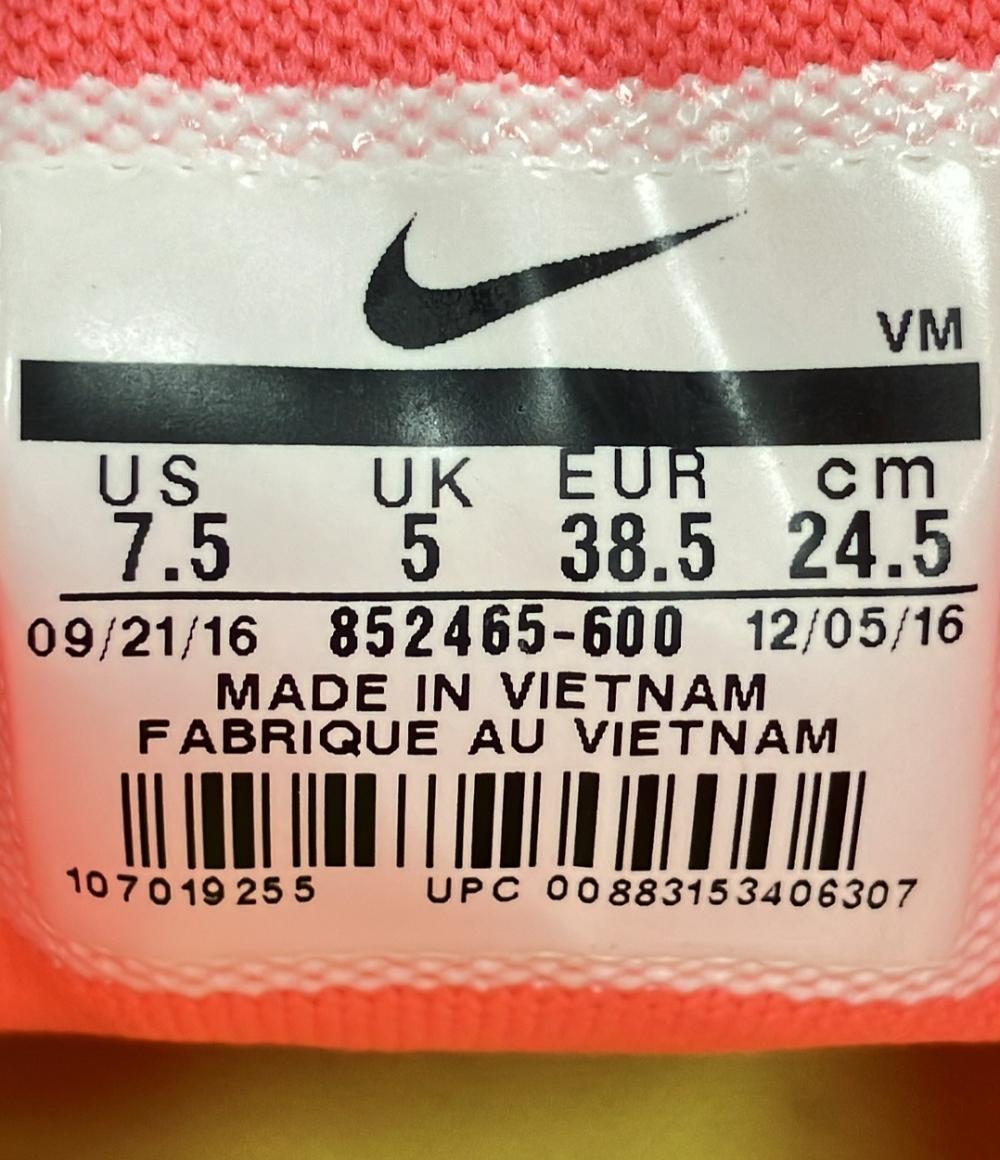 VM
US UK EUR cm
7.5 5 38.5 24.5
09/21/16 852465-600 12/05/16
MADE IN VIETNAM
FABRIQUE AU VIETNAM
107019255 UPC 00883153406307